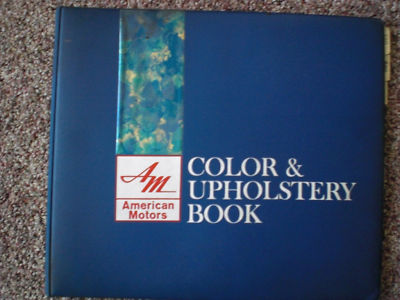 AM
American
Motors
COLOR &
UPHOLSTERY
BOOK